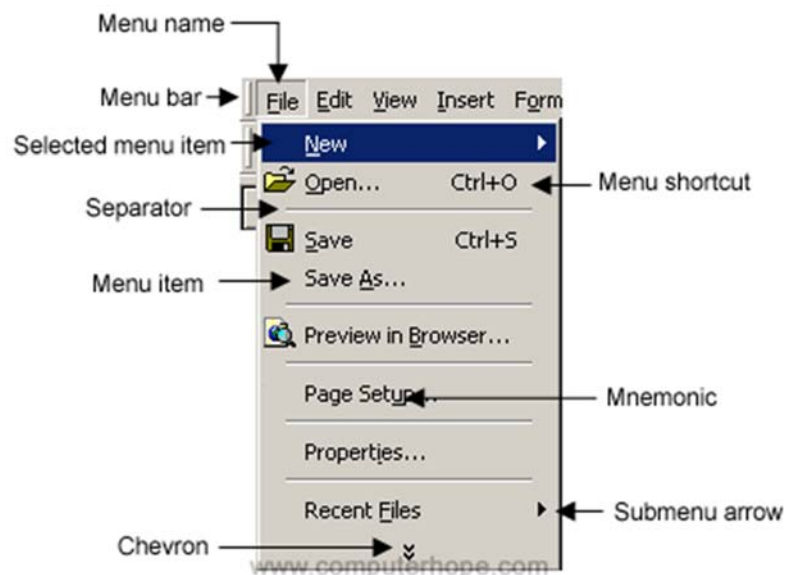 Menu name
Menu bar
File Edit View Insert Form
Selected menu item
New
Open... Ctrl+O
Menu shortcut
Separator
Save Ctrl+S
Menu item
Save As...
Preview in Browser...
Page Setup...
Mnemonic
Properties...
Recent Files
Submenu arrow
Chevron
www.computerhope.com